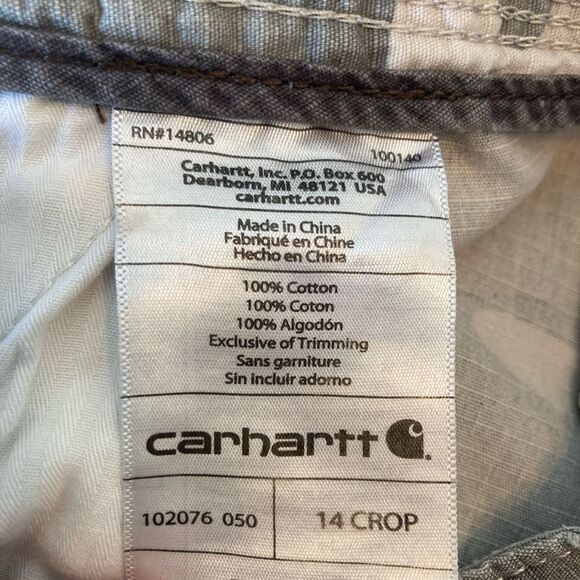 RN#14806 100140
Carhartt, Inc. P.O. Box 600
Dearborn, MI 48121 USA
carhartt.com
Made in China
Fabriqué en Chine
Hecho en China
100% Cotton
100% Coton
100% Algodón
Exclusive of Trimming
Sans garniture
Sin incluir adorno
carhartt
102076 050 14 CROP